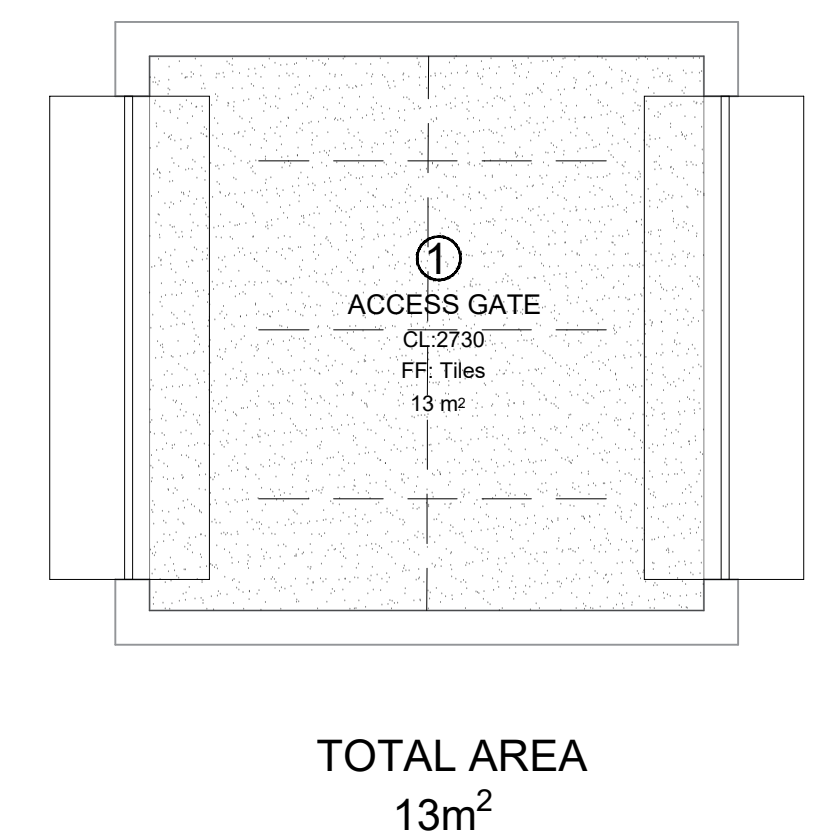 1
ACCESS GATE
CL:2730
FF: Tiles
13 m²
TOTAL AREA
13m²